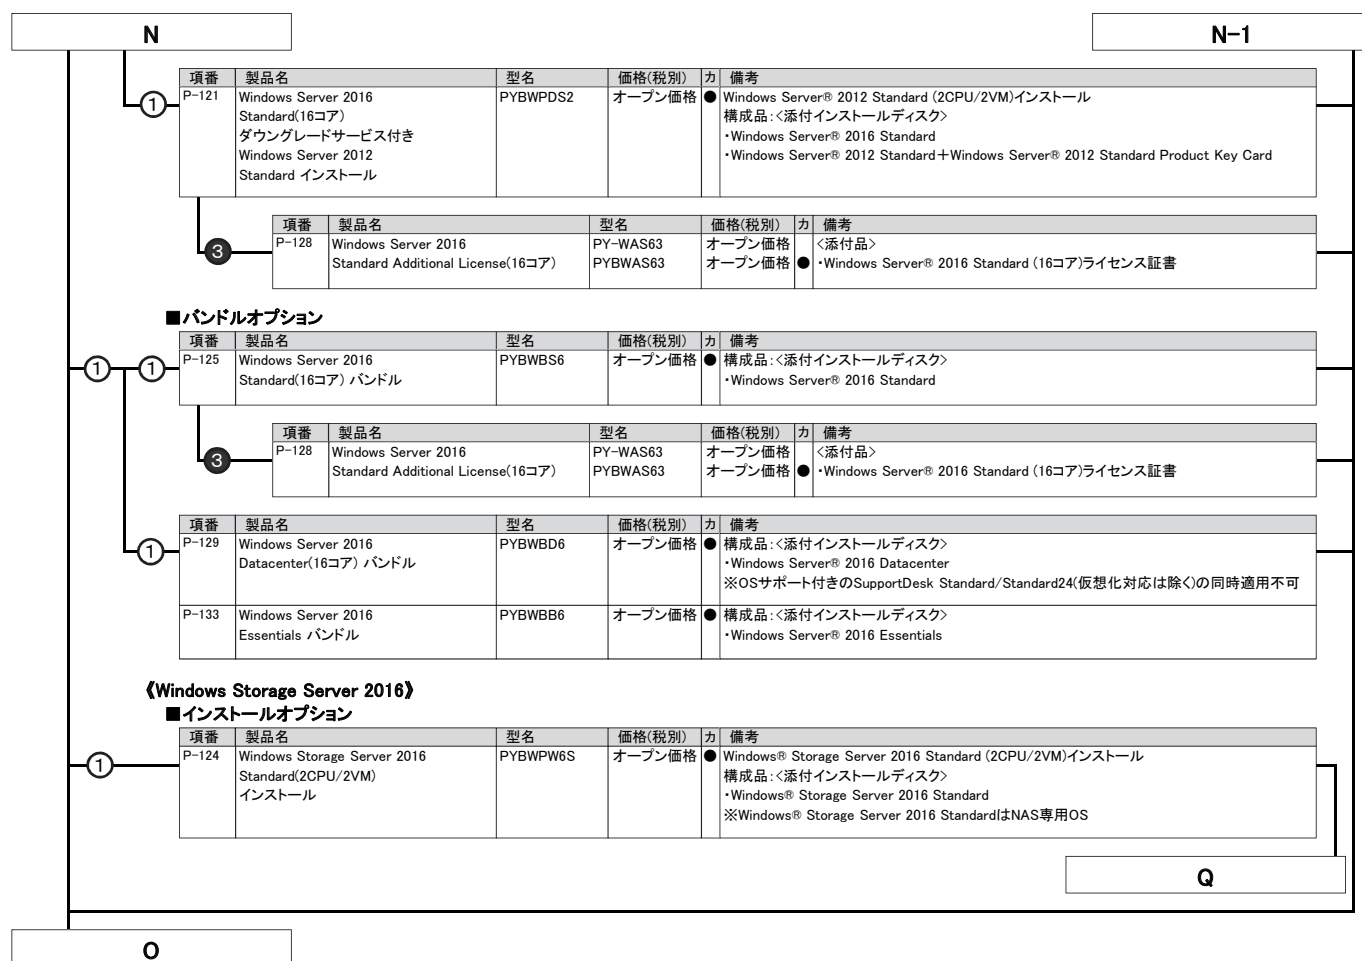 N
N-1
項番 製品名 型名 価格(税別) カ 備考
① P-121 Windows Server 2016 PYBWPDS2 オープン価格 ● Windows Server® 2012 Standard (2CPU/2VM)インストール
Standard(16コア) 構成品:<添付インストールディスク>
ダウングレードサービス付き ・Windows Server® 2016 Standard
Windows Server 2012 ・Windows Server® 2012 Standard+Windows Server® 2012 Standard Product Key Card
Standard インストール
項番 製品名 型名 価格(税別) カ 備考
③ P-128 Windows Server 2016 PY-WAS63 オープン価格 <添付品>
Standard Additional License(16コア) PYBWAS63 オープン価格 ● ・Windows Server® 2016 Standard (16コア)ライセンス証書
■バンドルオプション
項番 製品名 型名 価格(税別) カ 備考
① ① P-125 Windows Server 2016 PYBWBS6 オープン価格 ● 構成品:<添付インストールディスク>
Standard(16コア) バンドル ・Windows Server® 2016 Standard
項番 製品名 型名 価格(税別) カ 備考
③ P-128 Windows Server 2016 PY-WAS63 オープン価格 <添付品>
Standard Additional License(16コア) PYBWAS63 オープン価格 ● ・Windows Server® 2016 Standard (16コア)ライセンス証書
項番 製品名 型名 価格(税別) カ 備考
① P-129 Windows Server 2016 PYBWBD6 オープン価格 ● 構成品:<添付インストールディスク>
Datacenter(16コア) バンドル ・Windows Server® 2016 Datacenter
※OSサポート付きのSupportDesk Standard/Standard24(仮想化対応は除く)の同時適用不可
P-133 Windows Server 2016 PYBWBB6 オープン価格 ● 構成品:<添付インストールディスク>
Essentials バンドル ・Windows Server® 2016 Essentials
《Windows Storage Server 2016》
■インストールオプション
項番 製品名 型名 価格(税別) カ 備考
① P-124 Windows Storage Server 2016 PYBWPW6S オープン価格 ● Windows® Storage Server 2016 Standard (2CPU/2VM)インストール
Standard(2CPU/2VM) 構成品:<添付インストールディスク>
インストール ・Windows® Storage Server 2016 Standard
※Windows® Storage Server 2016 StandardはNAS専用OS
Q
O